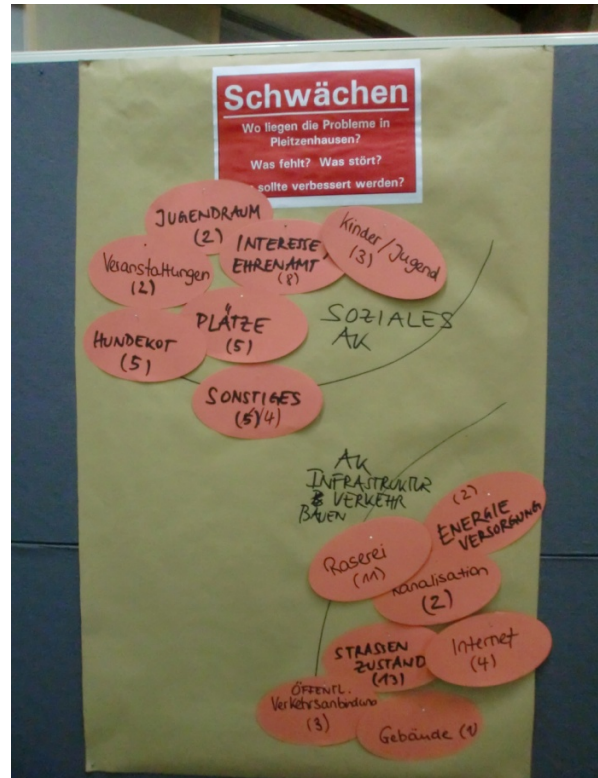 Schwächen
Wo liegen die Probleme in
Pleitzenhausen?
Was fehlt? Was stört?
sollte verbessert werden?
JUGENDRAUM
(2)
INTERESSE
EHRENAMT
(8)
Kinder/Jugend
(3)
Veranstaltungen
(2)
PLÄTZE
(5)
HUNDEKOT
(5)
SONSTIGES
(4)
SOZIALES
AK
AK
INFRASTRUKTUR
VERKEHR
BAUEN
(2)
ENERGIE
VERSORGUNG
Raserei
(11)
Kanalisation
(2)
STRASSEN
ZUSTAND
(13)
Internet
(4)
ÖFFENTL.
Verkehrsanbindung
(3)
Gebäude (1)